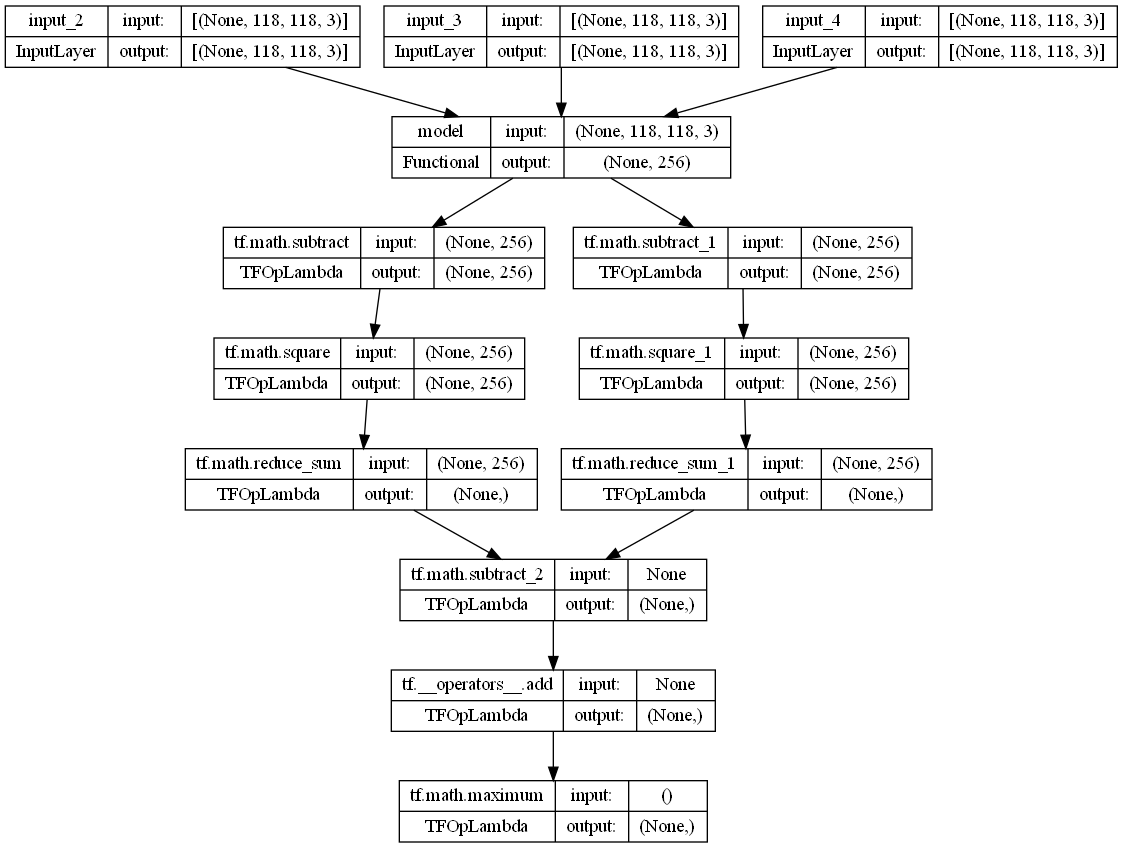 input_2 input: [(None, 118, 118, 3)]
InputLayer output: [(None, 118, 118, 3)]
input_3 input: [(None, 118, 118, 3)]
InputLayer output: [(None, 118, 118, 3)]
input_4 input: [(None, 118, 118, 3)]
InputLayer output: [(None, 118, 118, 3)]
model input: (None, 118, 118, 3)
Functional output: (None, 256)
tf.math.subtract input: (None, 256)
TFOpLambda output: (None, 256)
tf.math.subtract_1 input: (None, 256)
TFOpLambda output: (None, 256)
tf.math.square input: (None, 256)
TFOpLambda output: (None, 256)
tf.math.square_1 input: (None, 256)
TFOpLambda output: (None, 256)
tf.math.reduce_sum input: (None, 256)
TFOpLambda output: (None,)
tf.math.reduce_sum_1 input: (None, 256)
TFOpLambda output: (None,)
tf.math.subtract_2 input: None
TFOpLambda output: (None,)
tf.__operators__.add input: None
TFOpLambda output: (None,)
tf.math.maximum input: ()
TFOpLambda output: (None,)